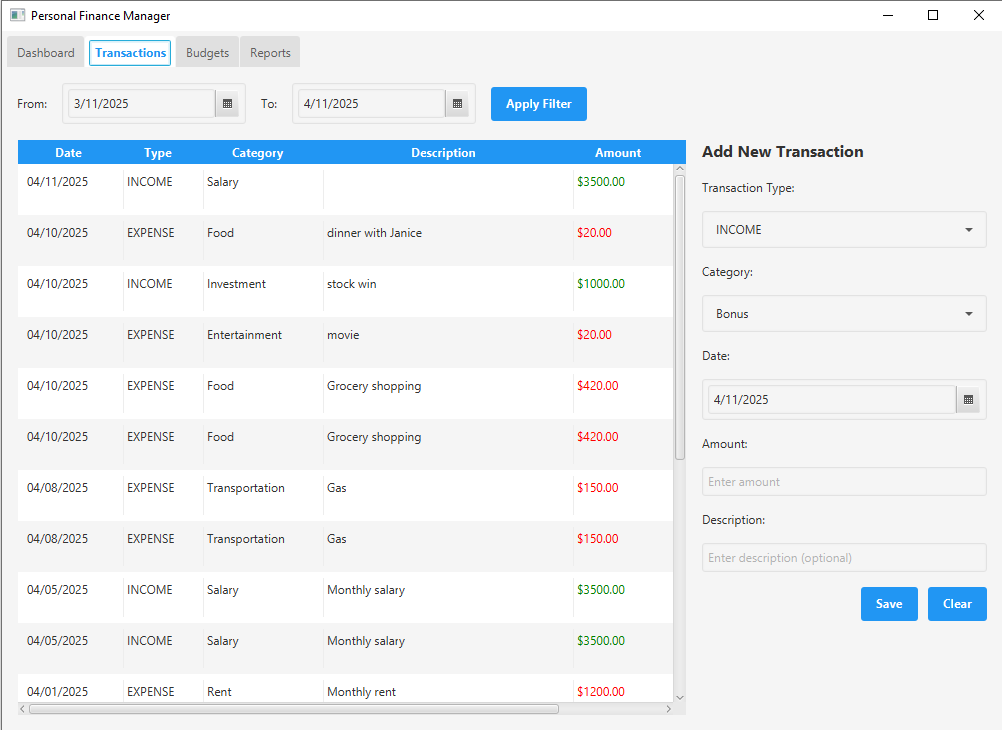 Personal Finance Manager
Dashboard Transactions Budgets Reports
From: 3/11/2025 To: 4/11/2025 Apply Filter
Date Type Category Description Amount
04/11/2025 INCOME Salary $3500.00
04/10/2025 EXPENSE Food dinner with Janice $20.00
04/10/2025 INCOME Investment stock win $1000.00
04/10/2025 EXPENSE Entertainment movie $20.00
04/10/2025 EXPENSE Food Grocery shopping $420.00
04/10/2025 EXPENSE Food Grocery shopping $420.00
04/08/2025 EXPENSE Transportation Gas $150.00
04/08/2025 EXPENSE Transportation Gas $150.00
04/05/2025 INCOME Salary Monthly salary $3500.00
04/05/2025 INCOME Salary Monthly salary $3500.00
04/01/2025 EXPENSE Rent Monthly rent $1200.00
Add New Transaction
Transaction Type:
INCOME
Category:
Bonus
Date:
4/11/2025
Amount:
Enter amount
Description:
Enter description (optional)
Save Clear